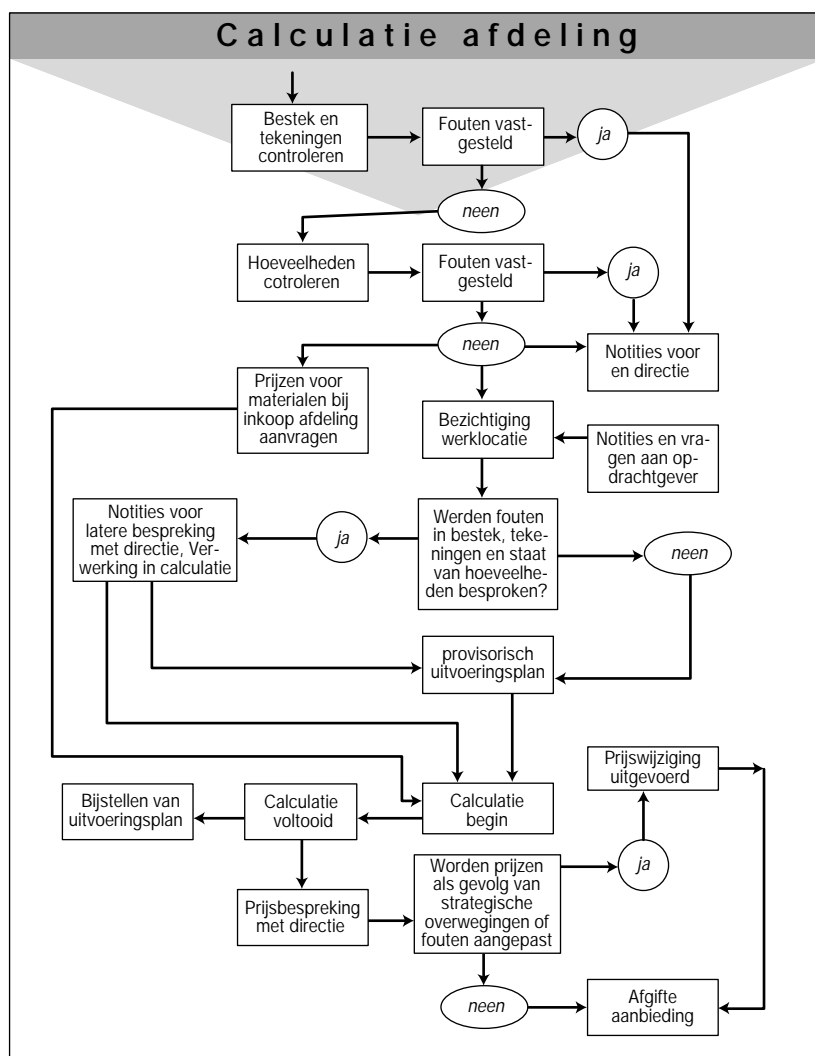 Calculatie afdeling
Bestek en
tekeningen
controleren
Fouten vast-
gesteld
ja
neen
Hoeveelheden
cotroleren
Fouten vast-
gesteld
ja
neen
Notities voor
en directie
Prijzen voor
materialen bij
inkoop afdeling
aanvragen
Bezichtiging
werklocatie
Notities en vra-
gen aan op-
drachtgever
Notities voor
latere bespreking
met directie, Ver-
werking in calculatie
ja
Werden fouten
in bestek, teke-
ningen en staat
van hoeveelhe-
den besproken?
neen
provisorisch
uitvoeringsplan
Prijswijziging
uitgevoerd
Bijstellen van
uitvoeringsplan
Calculatie
voltooid
Calculatie
begin
ja
Prijsbespreking
met directie
Worden prijzen
als gevolg van
strategische
overwegingen of
fouten aangepast
neen
Afgifte
aanbieding